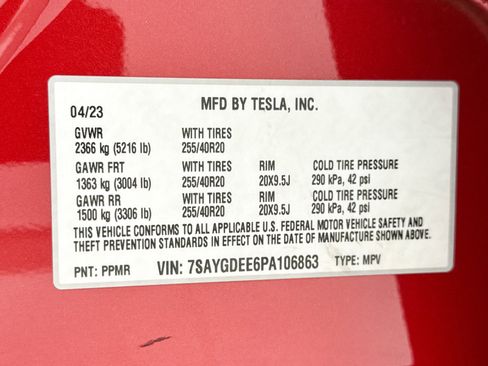 MFD BY TESLA, INC.
04/23
GVWR WITH TIRES
2366 kg (5216 lb) 255/40R20
GAWR FRT WITH TIRES RIM COLD TIRE PRESSURE
1363 kg (3004 lb) 255/40R20 20X9.5J 290 kPa, 42 psi
GAWR RR WITH TIRES RIM COLD TIRE PRESSURE
1500 kg (3306 lb) 255/40R20 20X9.5J 290 kPa, 42 psi
THIS VEHICLE CONFORMS TO ALL APPLICABLE U.S. FEDERAL MOTOR VEHICLE SAFETY AND
THEFT PREVENTION STANDARDS IN EFFECT ON THE DATE OF MANUFACTURE SHOWN ABOVE.
PNT: PPMR VIN: 7SAYGDEE6PA106863 TYPE: MPV